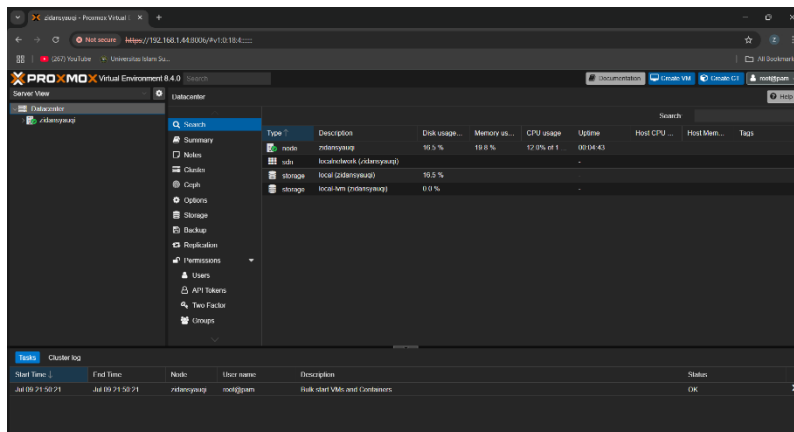 zidansyauqi - Proxmox Virtual E
Not secure https://192.168.1.44:8006/#v1:0:18:4:::::
(267) YouTube Universitas Islam Su...
All Bookmarks
PROXMOX Virtual Environment 8.4.0 Search
Documentation Create VM Create CT root@pam
Server View
Datacenter
Help
Datacenter
zidansyauqi
Search
Summary
Notes
Cluster
Ceph
Options
Storage
Backup
Replication
Permissions
Users
API Tokens
Two Factor
Groups
Search
Type Description Disk usage... Memory us... CPU usage Uptime Host CPU ... Host Mem... Tags
node zidansyauqi 16.5 % 19.8 % 12.0% of 1 ... 00:04:43
sdn localnetwork (zidansyauqi) -
storage local (zidansyauqi) 16.5 % -
storage local-lvm (zidansyauqi) 0.0 % -
Tasks Cluster log
Start Time End Time Node User name Description Status
Jul 09 21:50:21 Jul 09 21:50:21 zidansyauqi root@pam Bulk start VMs and Containers OK